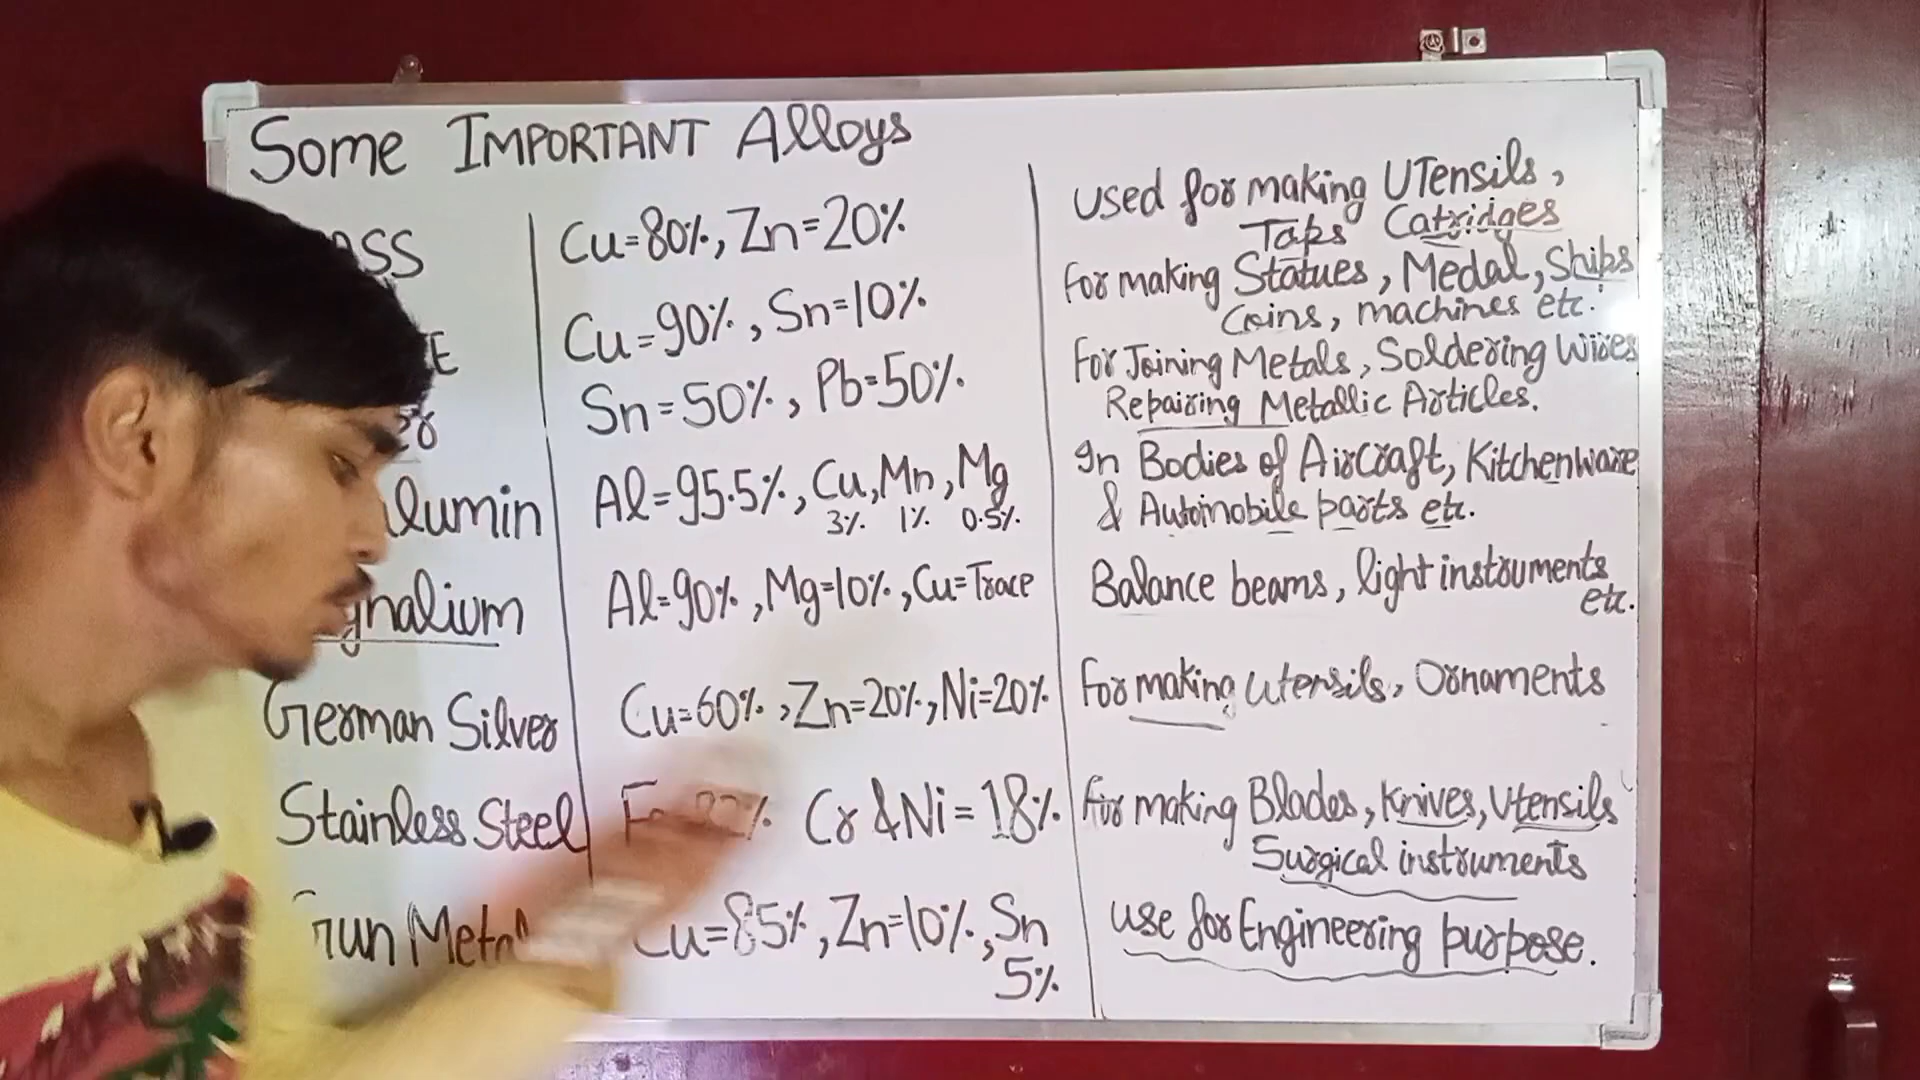 Some IMPORTANT Alloys
Cu=80%, Zn=20%
used for making UTensils,
Taps Catridges
Cu=90%, Sn=10%
for making Statues, Medal, Ships
Coins, machines etc.
Sn=50%, Pb=50%
for Joining Metals, Soldering Wires
Repairing Metallic Articles.
Al=95.5%, Cu, Mn, Mg
3% 1% 0.5%
In Bodies of Aircraft, Kitchenware
& Automobile parts etc.
Al=90%, Mg=10%, Cu=Trace
Balance beams, light instruments
etc.
German Silver
Cu=60%, Zn=20%, Ni=20%
for making Utensils, Ornaments
Stainless Steel
Cr & Ni=18%
for making Blades, Knives, Utensils
Surgical instruments
Cu=85%, Zn=10%, Sn
5%
use for Engineering purpose.